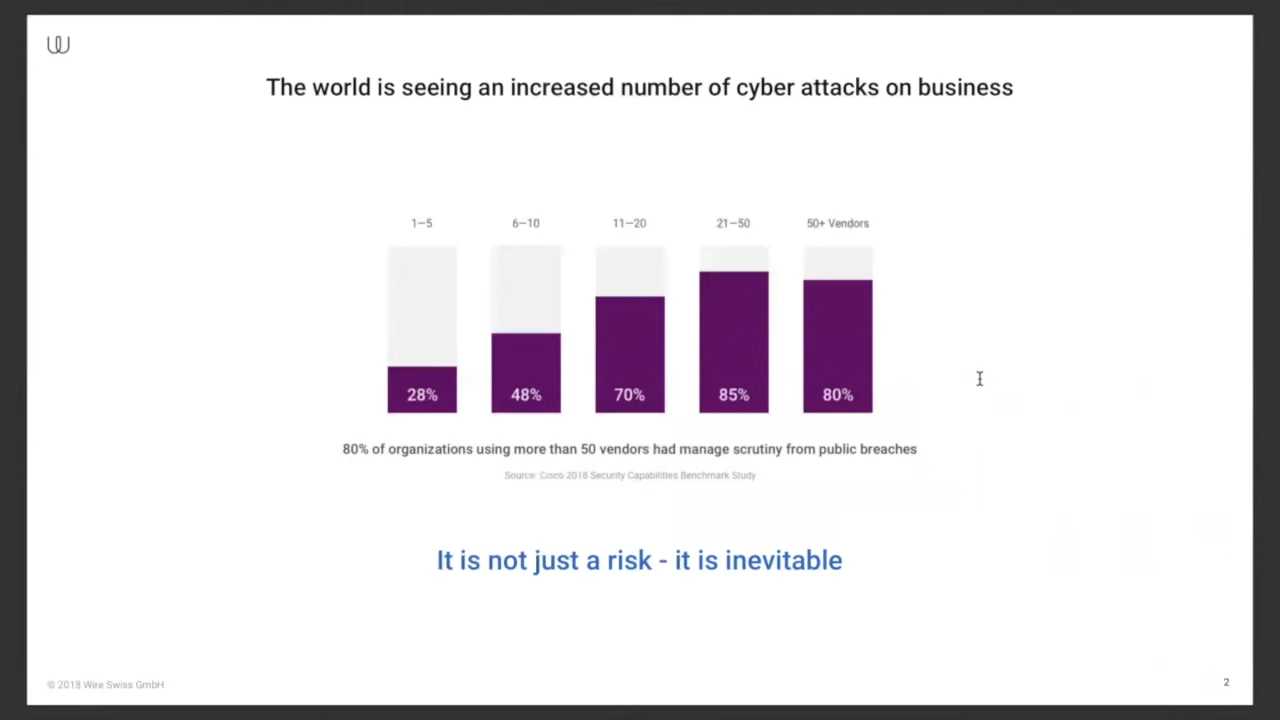 The world is seeing an increased number of cyber attacks on business
1–5 6–10 11–20 21–50 50+ Vendors
28% 48% 70% 85% 80%
80% of organizations using more than 50 vendors had manage scrutiny from public breaches
Source: Cisco 2018 Security Capabilities Benchmark Study
It is not just a risk - it is inevitable
© 2018 Wire Swiss GmbH
2